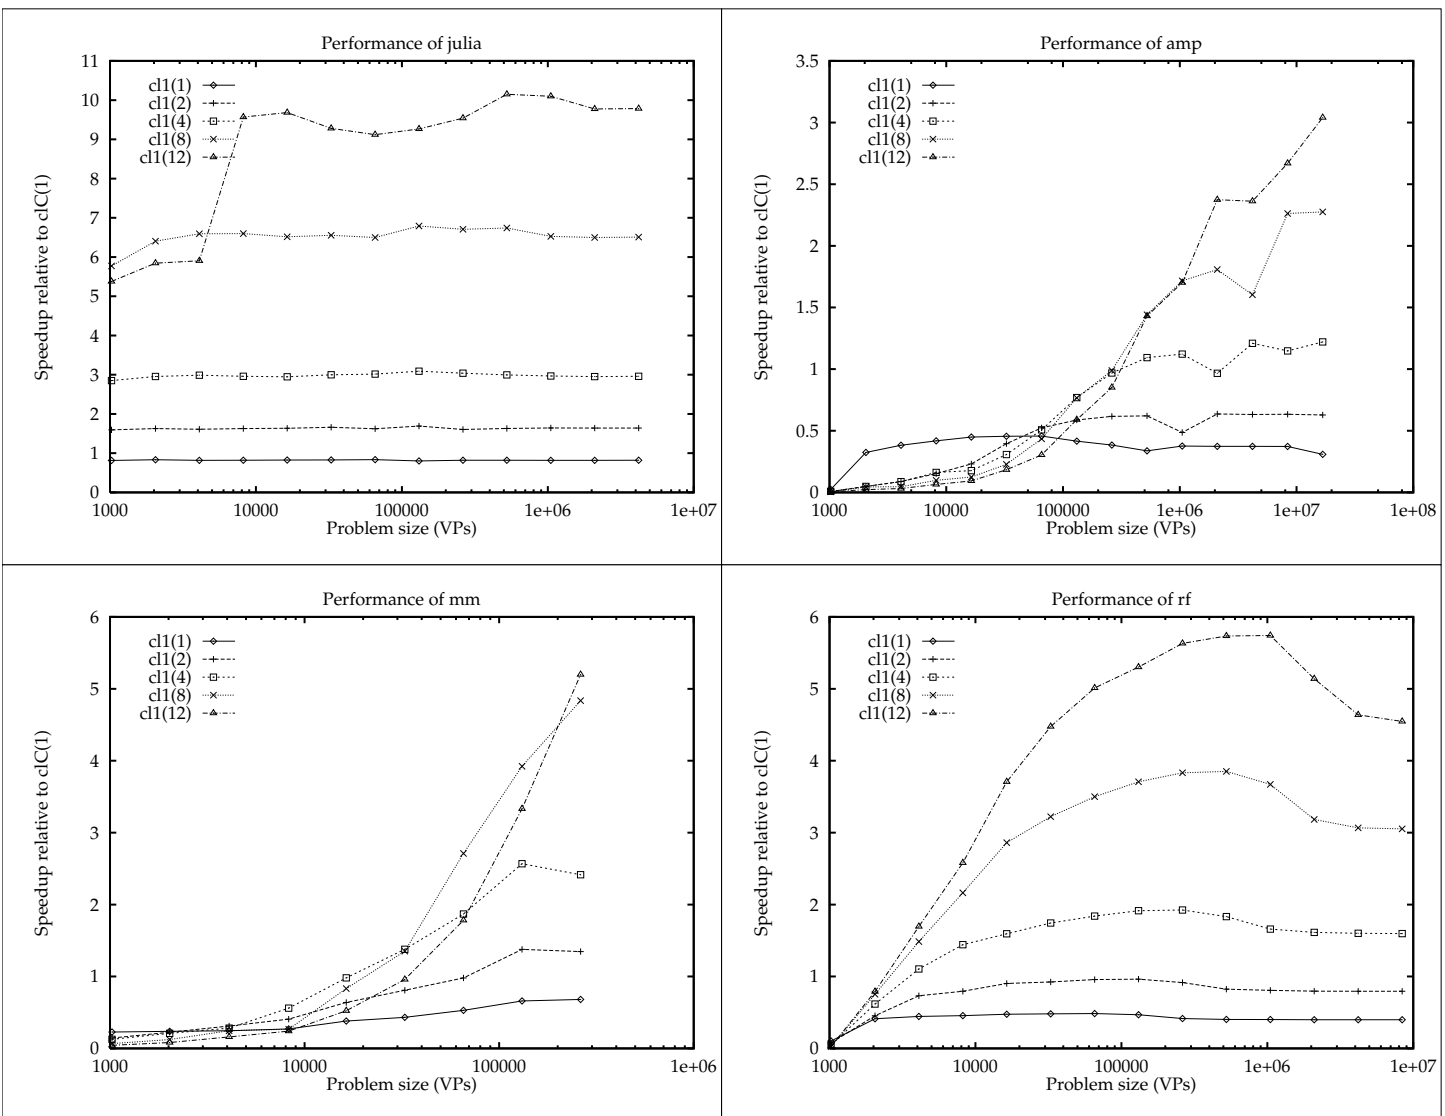 Performance of julia
11
10
9
8
7
6
5
4
3
2
1
0
Speedup relative to clC(1)
cl1(1)
cl1(2)
cl1(4)
cl1(8)
cl1(12)
1000 10000 100000 1e+06 1e+07
Problem size (VPs)
Performance of amp
3.5
3
2.5
2
1.5
1
0.5
0
Speedup relative to clC(1)
cl1(1)
cl1(2)
cl1(4)
cl1(8)
cl1(12)
1000 10000 100000 1e+06 1e+07 1e+08
Problem size (VPs)
Performance of mm
6
5
4
3
2
1
0
Speedup relative to clC(1)
cl1(1)
cl1(2)
cl1(4)
cl1(8)
cl1(12)
1000 10000 100000 1e+06
Problem size (VPs)
Performance of rf
6
5
4
3
2
1
0
Speedup relative to clC(1)
cl1(1)
cl1(2)
cl1(4)
cl1(8)
cl1(12)
1000 10000 100000 1e+06 1e+07
Problem size (VPs)